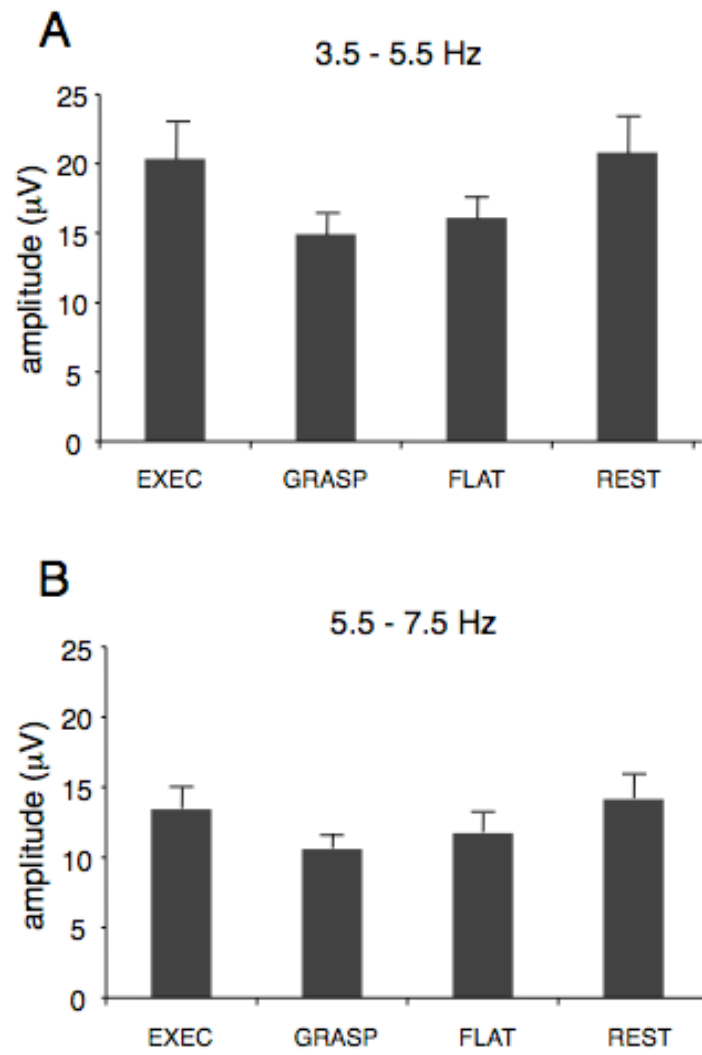 A
3.5 - 5.5 Hz
25
20
15
10
5
0
amplitude (µV)
EXEC GRASP FLAT REST
B
5.5 - 7.5 Hz
25
20
15
10
5
0
amplitude (µV)
EXEC GRASP FLAT REST